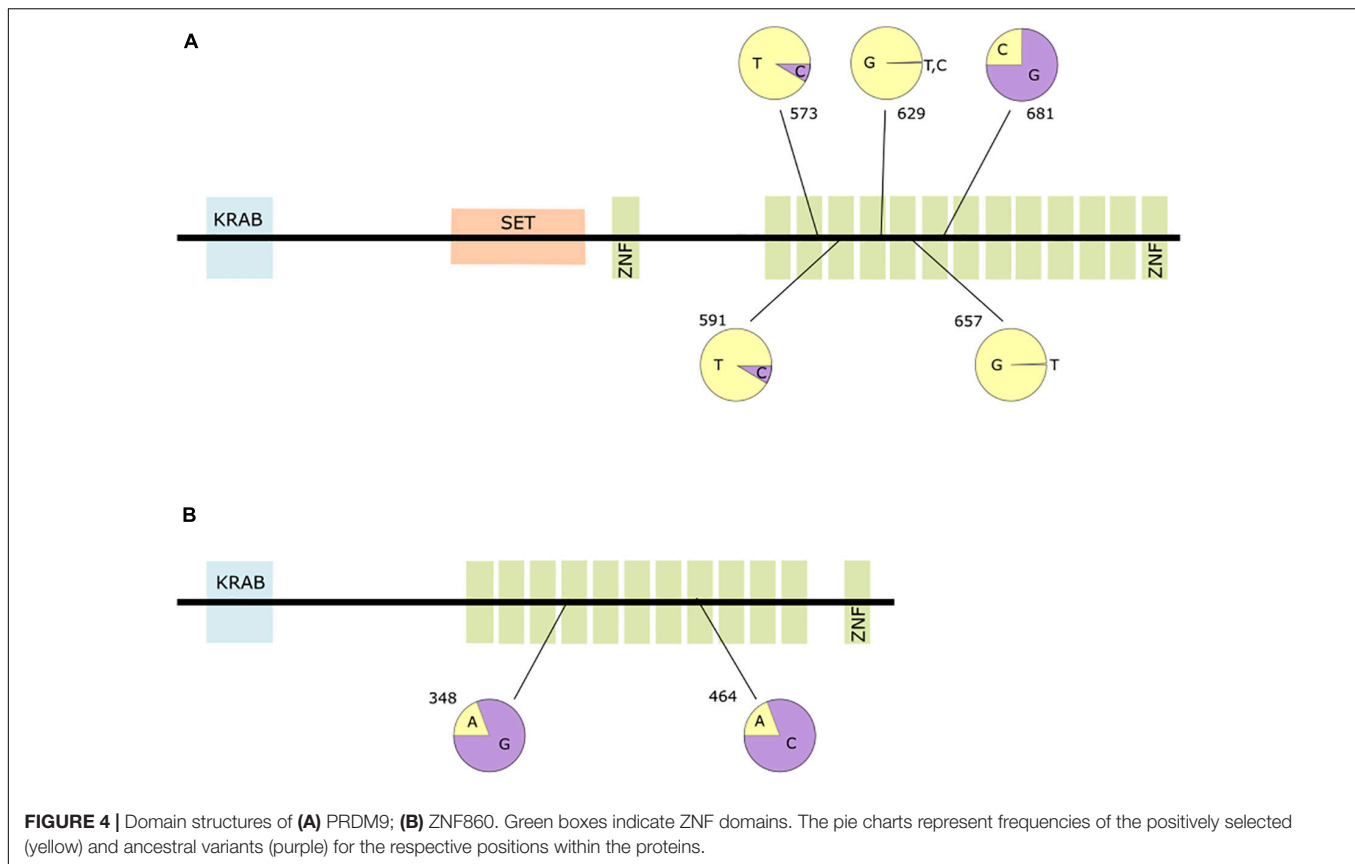 A
T
C
573
G
T,C
629
C
G
681
KRAB
SET
ZNF
ZNF
591
T
C
657
G
T
B
KRAB
ZNF
348
A
G
464
A
C
FIGURE 4 | Domain structures of (A) PRDM9; (B) ZNF860. Green boxes indicate ZNF domains. The pie charts represent frequencies of the positively selected
(yellow) and ancestral variants (purple) for the respective positions within the proteins.